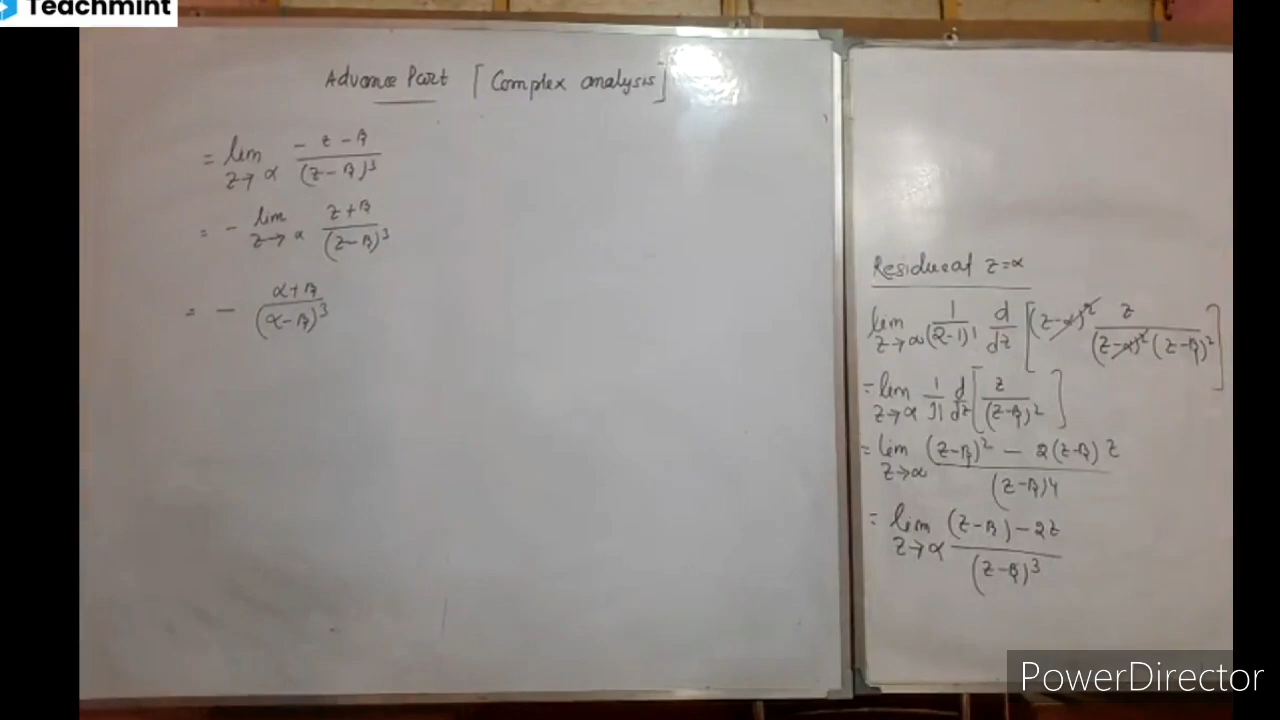 Teachmint
Advance Part [Complex analysis]
= lim z→α (-z-β)/(z-β)³
= - lim z→α (z+β)/(z-β)³
= - (α+β)/(α-β)³
Residue at z=α
lim z→α 1/(2-1)! d/dz [(z-α)² z/((z-α)²(z-β)²)]
= lim z→α 1/1! d/dz [z/(z-β)²]
= lim z→α ((z-β)² - 2(z-β)z)/(z-β)4
= lim z→α ((z-β)-2z)/(z-β)³
PowerDirector